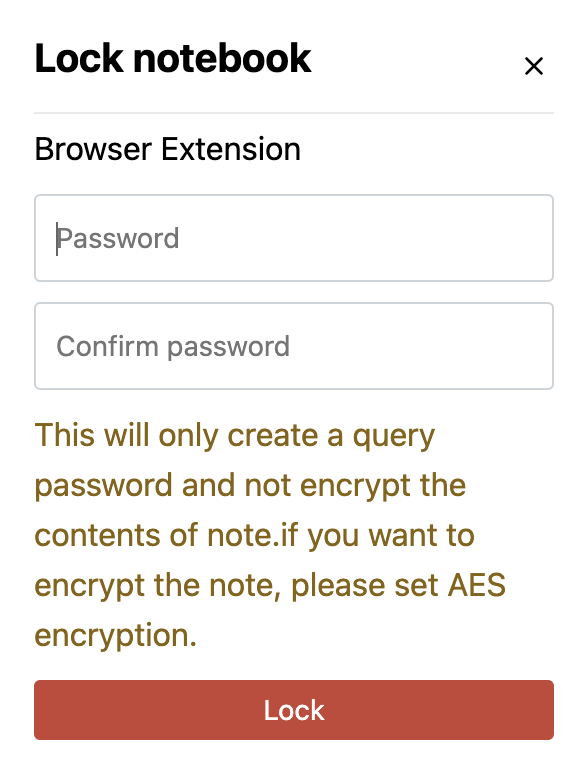 Lock notebook
Browser Extension
Password
Confirm password
This will only create a query
password and not encrypt the
contents of note.if you want to
encrypt the note, please set AES
encryption.
Lock